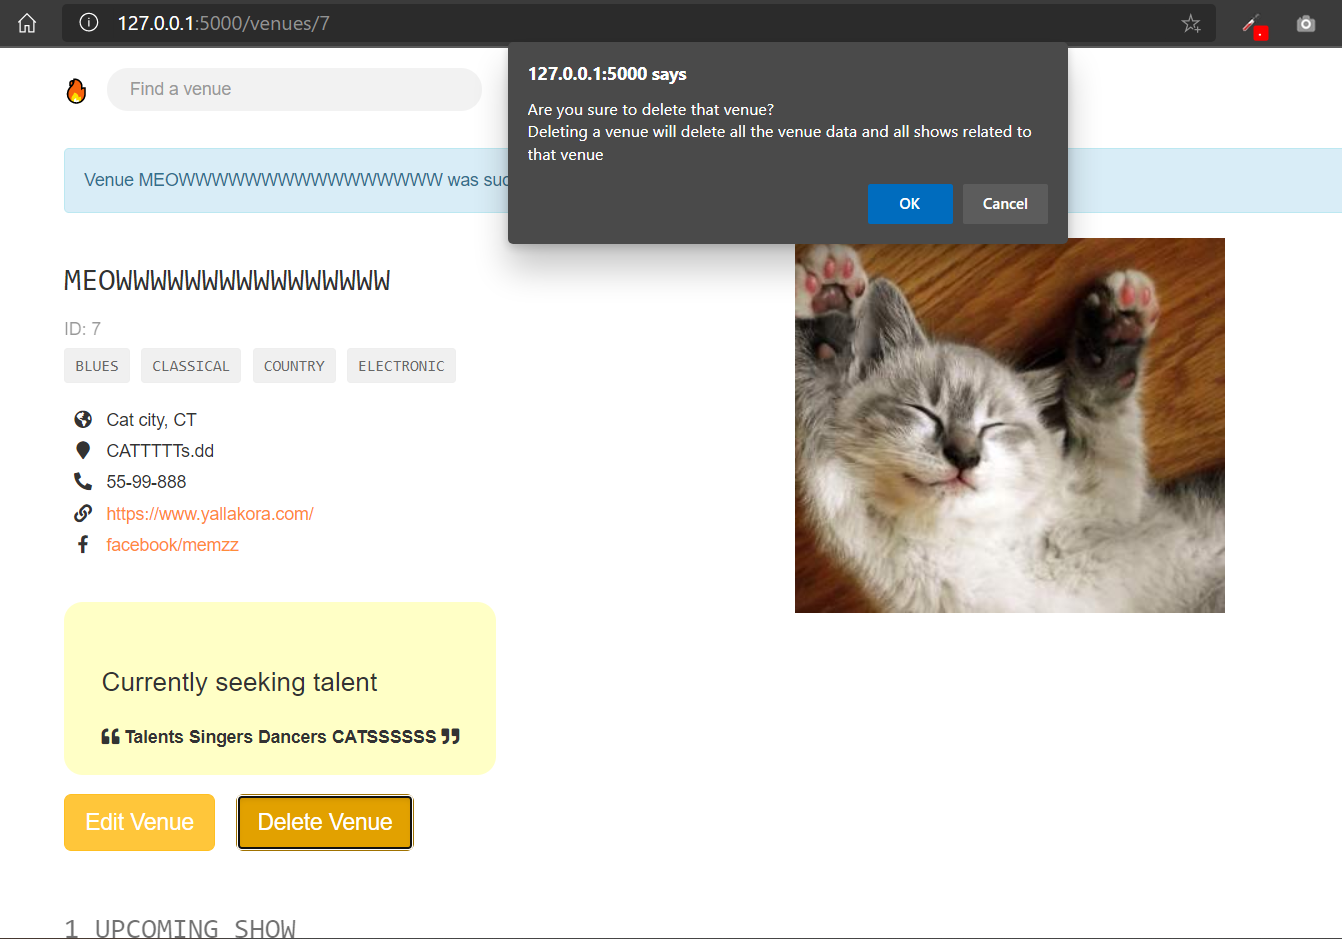 127.0.0.1:5000/venues/7
127.0.0.1:5000 says
Are you sure to delete that venue?
Deleting a venue will delete all the venue data and all shows related to
that venue
OK
Cancel
Find a venue
Venue MEOWWWWWWWWWWWWWWWW was suc
MEOWWWWWWWWWWWWWWWW
ID: 7
BLUES CLASSICAL COUNTRY ELECTRONIC
Cat city, CT
CATTTTTs.dd
55-99-888
https://www.yallakora.com/
facebook/memzz
Currently seeking talent
❝ Talents Singers Dancers CATSSSSSS ❞
Edit Venue
Delete Venue
1 UPCOMING SHOW